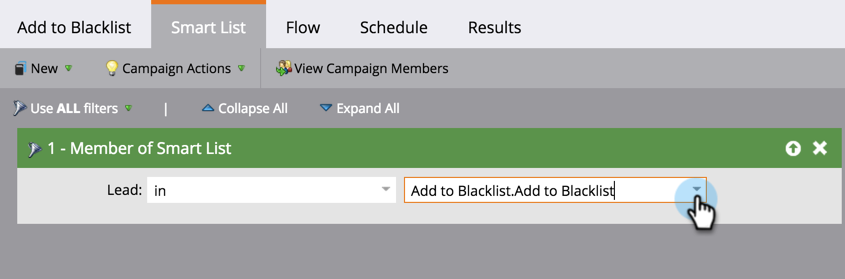 Add to Blacklist Smart List Flow Schedule Results
New Campaign Actions View Campaign Members
Use ALL filters | Collapse All Expand All
1 - Member of Smart List
Lead: in Add to Blacklist.Add to Blacklist